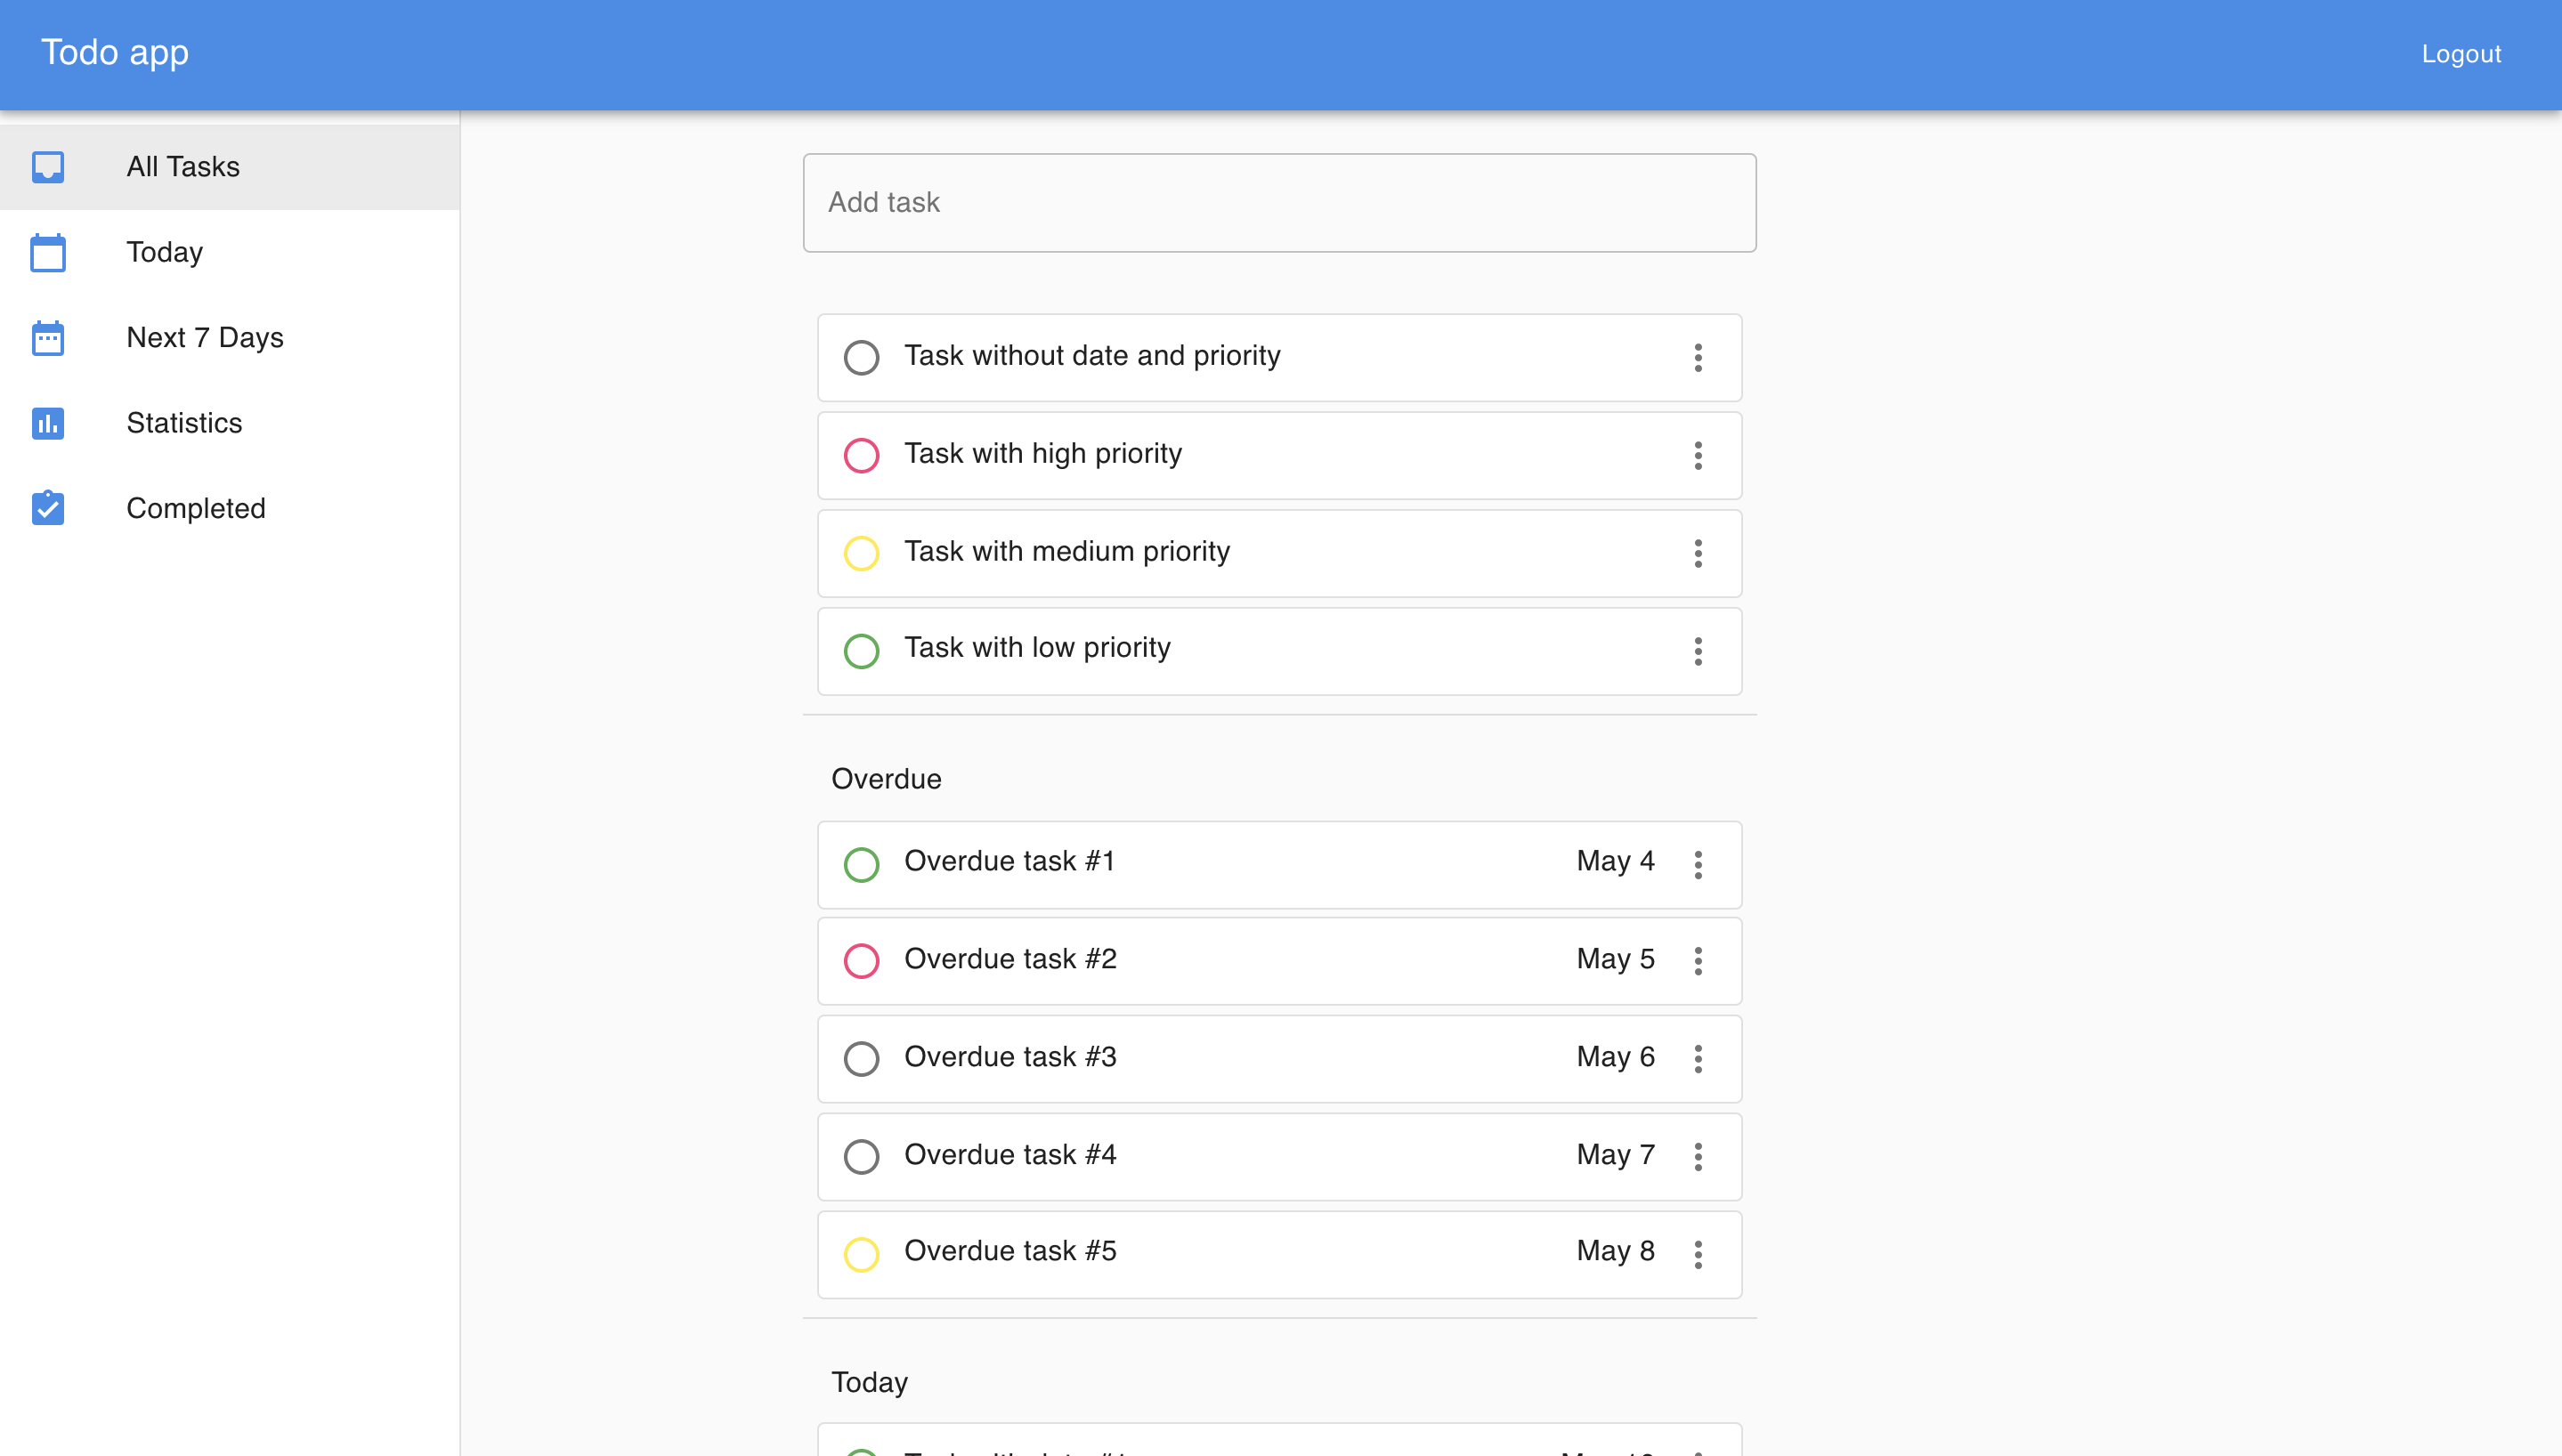 Todo app
Logout
All Tasks
Today
Next 7 Days
Statistics
Completed
Add task
Task without date and priority
Task with high priority
Task with medium priority
Task with low priority
Overdue
Overdue task #1 May 4
Overdue task #2 May 5
Overdue task #3 May 6
Overdue task #4 May 7
Overdue task #5 May 8
Today